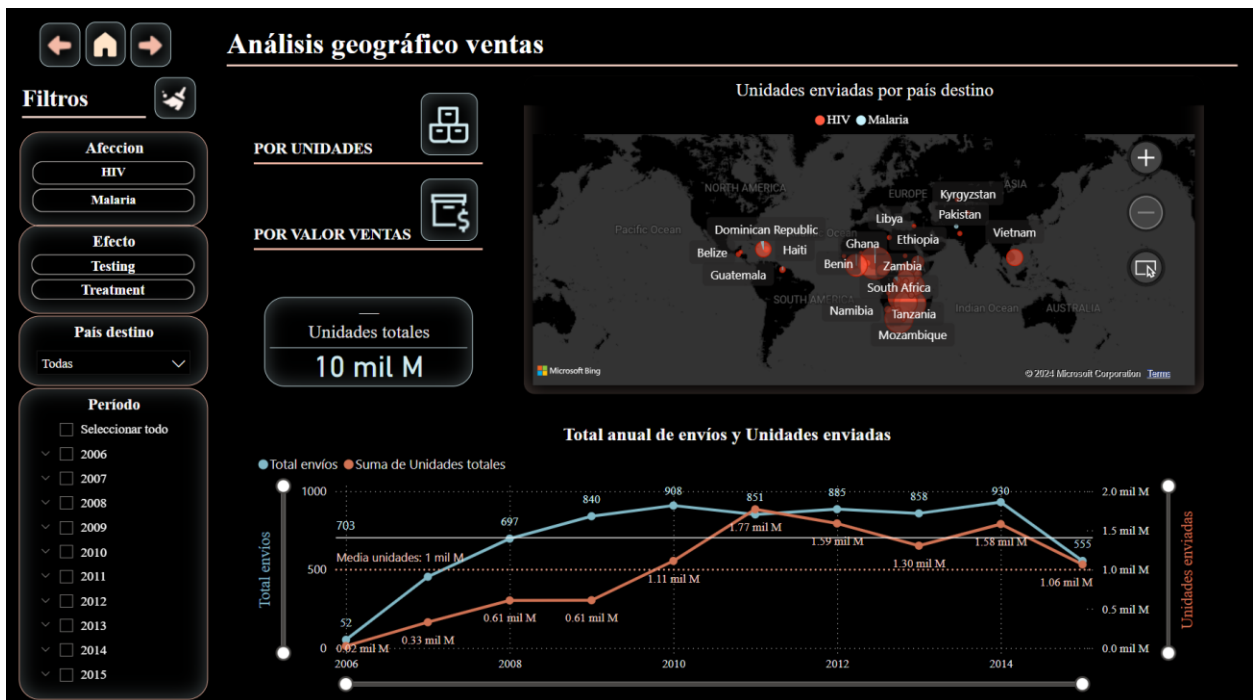 Análisis geográfico ventas
Filtros
Afeccion
HIV
Malaria
Efecto
Testing
Treatment
País destino
Todas
Período
Seleccionar todo
2006
2007
2008
2009
2010
2011
2012
2013
2014
2015
POR UNIDADES
POR VALOR VENTAS
Unidades totales
10 mil M
Unidades enviadas por país destino
HIV Malaria
NORTH AMERICA
EUROPE
ASIA
Kyrgyzstan
Pakistan
Libya
Vietnam
Pacific Ocean
Dominican Republic
Ocean
Ghana
Ethiopia
Belize
Haiti
Benin
Zambia
Guatemala
South Africa
SOUTH AMERICA
Namibia
Tanzania
Indian Ocean
AUSTRALIA
Mozambique
Microsoft Bing
© 2024 Microsoft Corporation Terms
Total anual de envíos y Unidades enviadas
Total envíos Suma de Unidades totales
Total envíos
1000
500
0
703
Media unidades: 1 mil M
52
697
840
908
851
885
858
930
555
0.02 mil M
0.33 mil M
0.61 mil M
0.61 mil M
1.11 mil M
1.77 mil M
1.59 mil M
1.30 mil M
1.58 mil M
1.06 mil M
2.0 mil M
1.5 mil M
1.0 mil M
0.5 mil M
0.0 mil M
Unidades enviadas
2006
2008
2010
2012
2014